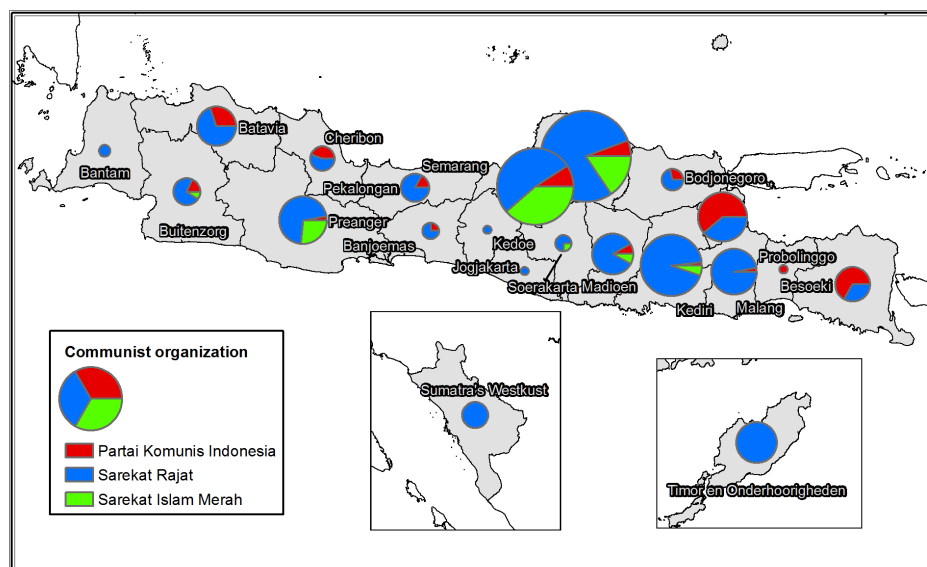 Batavia
Cheribon
Bantam
Semarang
Pekalongan
Bodjonegoro
Buitenzorg
Preanger
Banjoemas
Kedoe
Jogjakarta
Soerakarta
Madioen
Probolinggo
Besoeki
Kediri
Malang
Communist organization
Partai Komunis Indonesia
Sarekat Rajat
Sarekat Islam Merah
Sumatra's Westkust
Timor en Onderhoorigheden